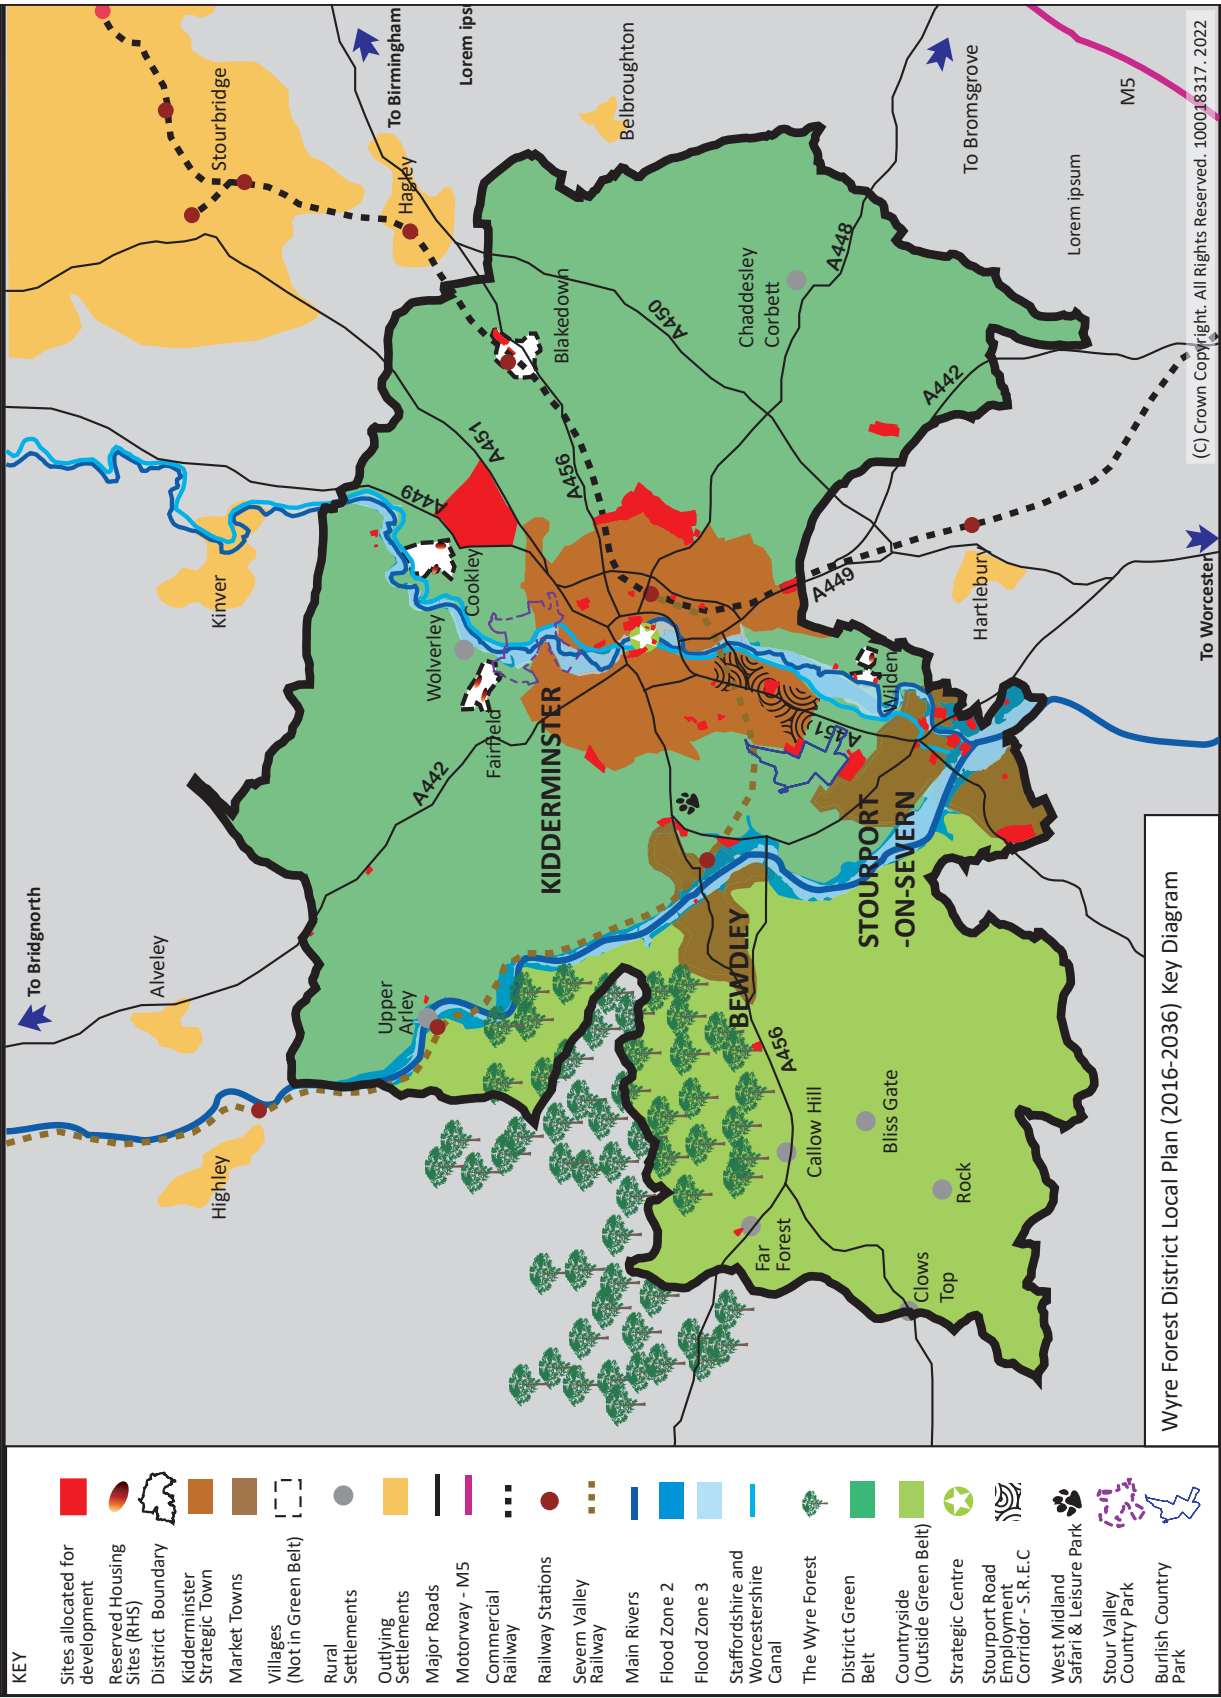 To Bridgnorth
Alveley
Highley
Kinver
Stourbridge
To Birmingham
Lorem ipsu
Hagley
Belbroughton
To Bromsgrove
M5
Lorem ipsum
Upper
Arley
A442
Wolverley
Cookley
Fairfield
A449
A451
A456
Blakedown
A450
Chaddesley
Corbett
A448
A442
KIDDERMINSTER
A449
Hartlebury
To Worcester
Wilden
A451
STOURPORT
-ON-SEVERN
BEWDLEY
A456
Callow Hill
Bliss Gate
Rock
Far
Forest
Clows
Top
(C) Crown Copyright. All Rights Reserved. 100018317. 2022
Wyre Forest District Local Plan (2016-2036) Key Diagram
KEY
Sites allocated for
development
Reserved Housing
Sites (RHS)
District Boundary
Kidderminster
Strategic Town
Market Towns
Villages
(Not in Green Belt)
Rural
Settlements
Outlying
Settlements
Major Roads
Motorway - M5
Commercial
Railway
Railway Stations
Severn Valley
Railway
Main Rivers
Flood Zone 2
Flood Zone 3
Staffordshire and
Worcestershire
Canal
The Wyre Forest
District Green
Belt
Countryside
(Outside Green Belt)
Strategic Centre
Stourport Road
Employment
Corridor - S.R.E.C
West Midland
Safari & Leisure Park
Stour Valley
Country Park
Burlish Country
Park